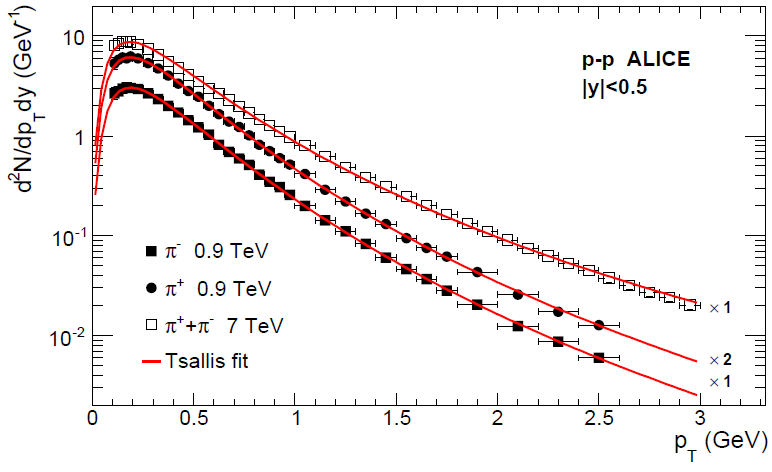 d²N/dp_T dy (GeV⁻¹)
10
1
10⁻¹
10⁻²
p-p ALICE
|y|<0.5
π⁻ 0.9 TeV
π⁺ 0.9 TeV
π⁺+π⁻ 7 TeV
Tsallis fit
×1
×2
×1
0 0.5 1 1.5 2 2.5 3
p_T (GeV)